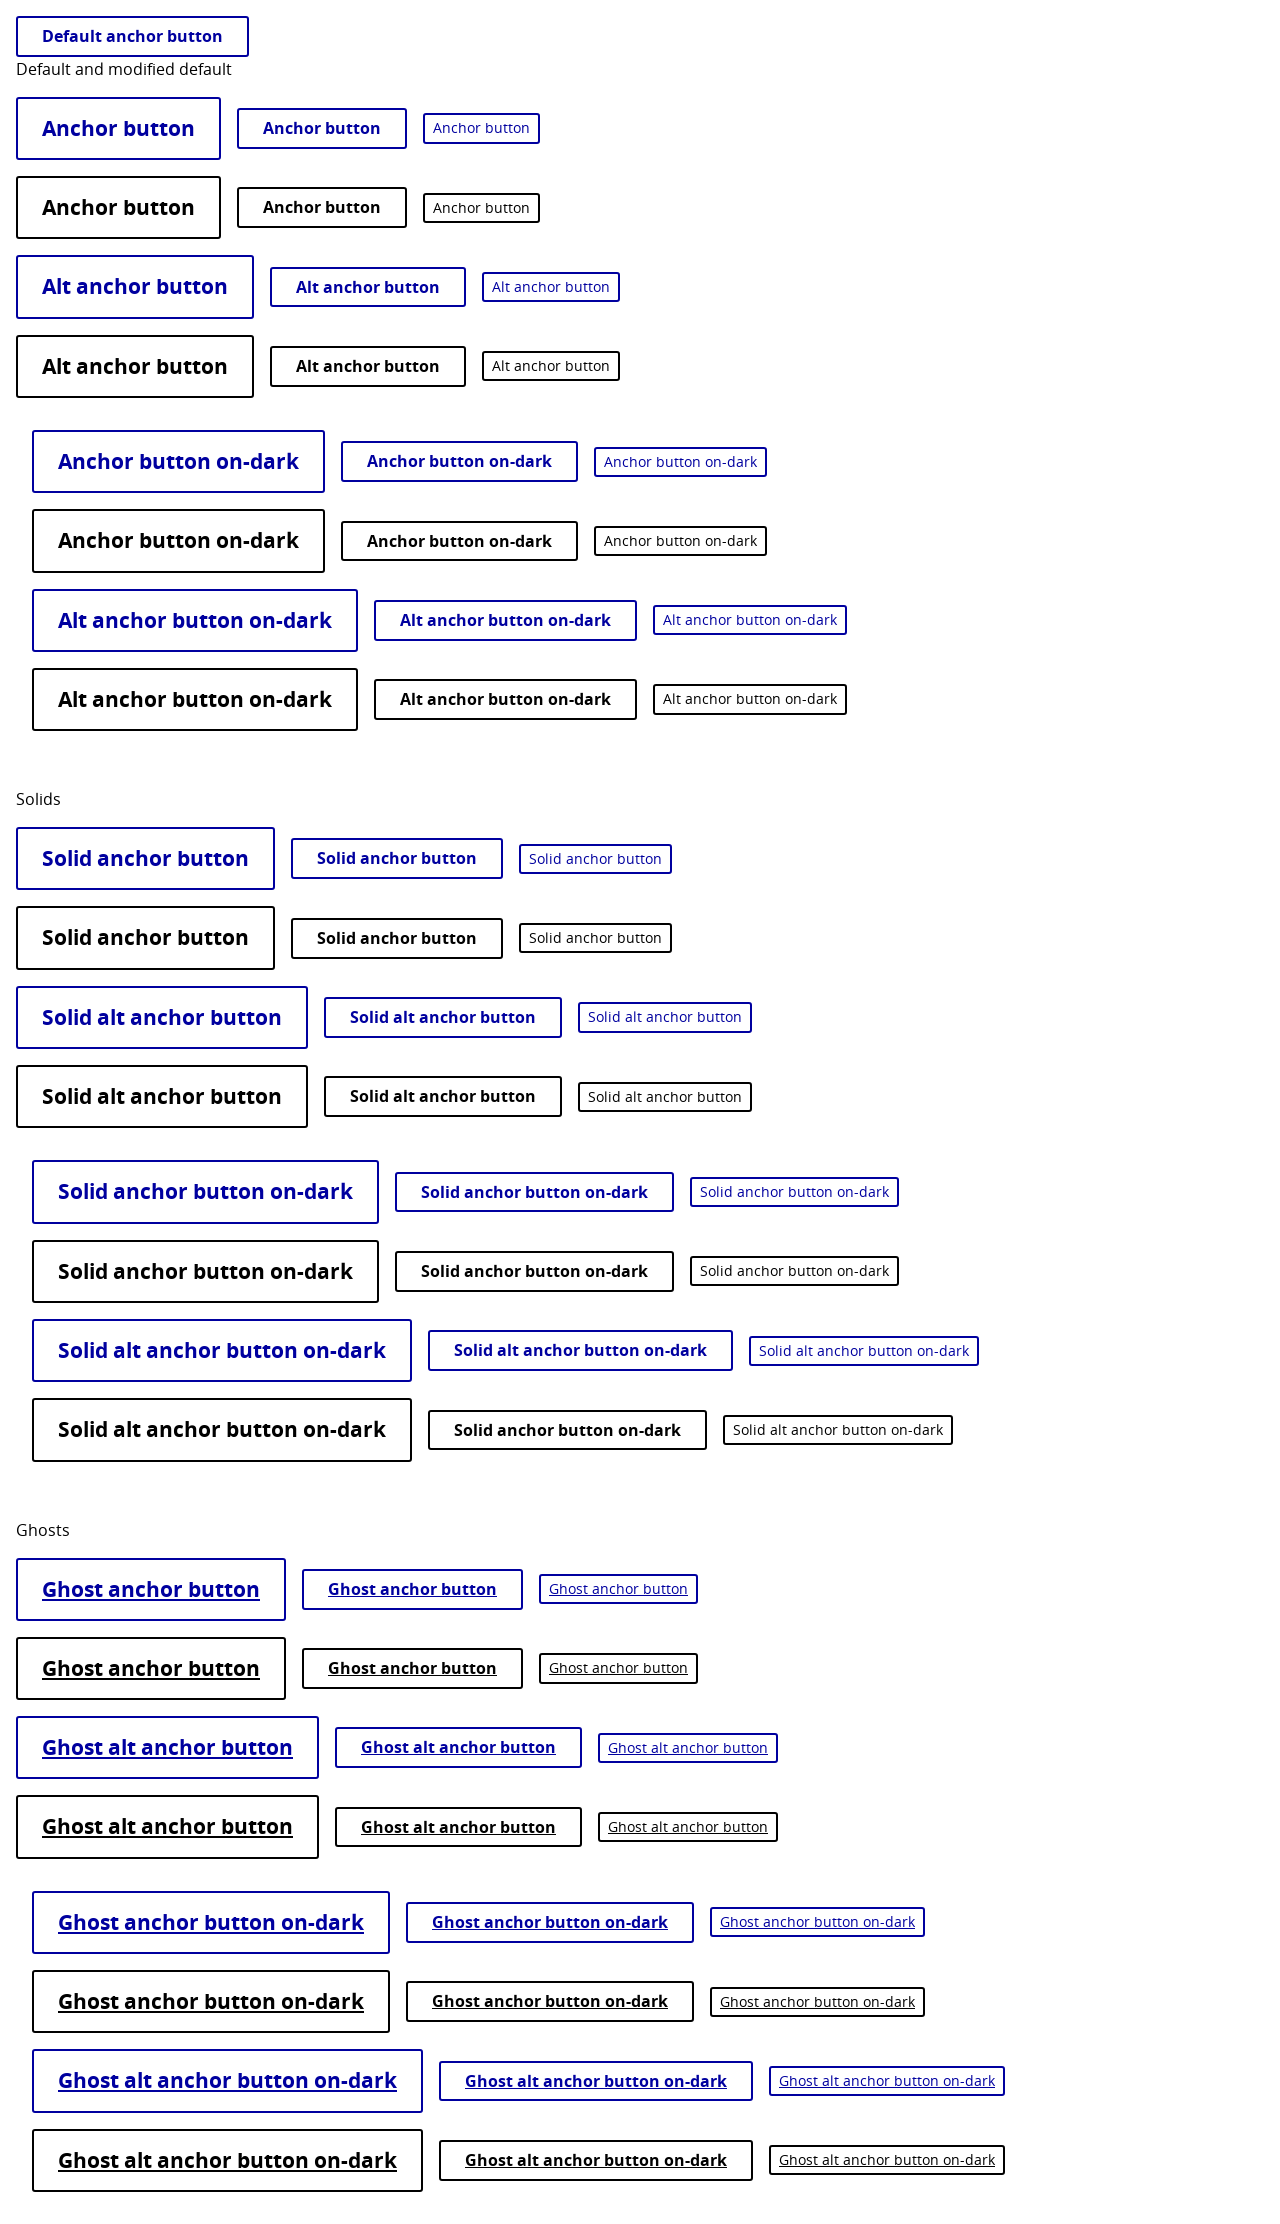 Default anchor button
Default and modified default
Anchor button Anchor button Anchor button
Anchor button Anchor button Anchor button
Alt anchor button Alt anchor button Alt anchor button
Alt anchor button Alt anchor button Alt anchor button
Anchor button on-dark Anchor button on-dark Anchor button on-dark
Anchor button on-dark Anchor button on-dark Anchor button on-dark
Alt anchor button on-dark Alt anchor button on-dark Alt anchor button on-dark
Alt anchor button on-dark Alt anchor button on-dark Alt anchor button on-dark
Solids
Solid anchor button Solid anchor button Solid anchor button
Solid anchor button Solid anchor button Solid anchor button
Solid alt anchor button Solid alt anchor button Solid alt anchor button
Solid alt anchor button Solid alt anchor button Solid alt anchor button
Solid anchor button on-dark Solid anchor button on-dark Solid anchor button on-dark
Solid anchor button on-dark Solid anchor button on-dark Solid anchor button on-dark
Solid alt anchor button on-dark Solid alt anchor button on-dark Solid alt anchor button on-dark
Solid alt anchor button on-dark Solid anchor button on-dark Solid alt anchor button on-dark
Ghosts
Ghost anchor button Ghost anchor button Ghost anchor button
Ghost anchor button Ghost anchor button Ghost anchor button
Ghost alt anchor button Ghost alt anchor button Ghost alt anchor button
Ghost alt anchor button Ghost alt anchor button Ghost alt anchor button
Ghost anchor button on-dark Ghost anchor button on-dark Ghost anchor button on-dark
Ghost anchor button on-dark Ghost anchor button on-dark Ghost anchor button on-dark
Ghost alt anchor button on-dark Ghost alt anchor button on-dark Ghost alt anchor button on-dark
Ghost alt anchor button on-dark Ghost alt anchor button on-dark Ghost alt anchor button on-dark